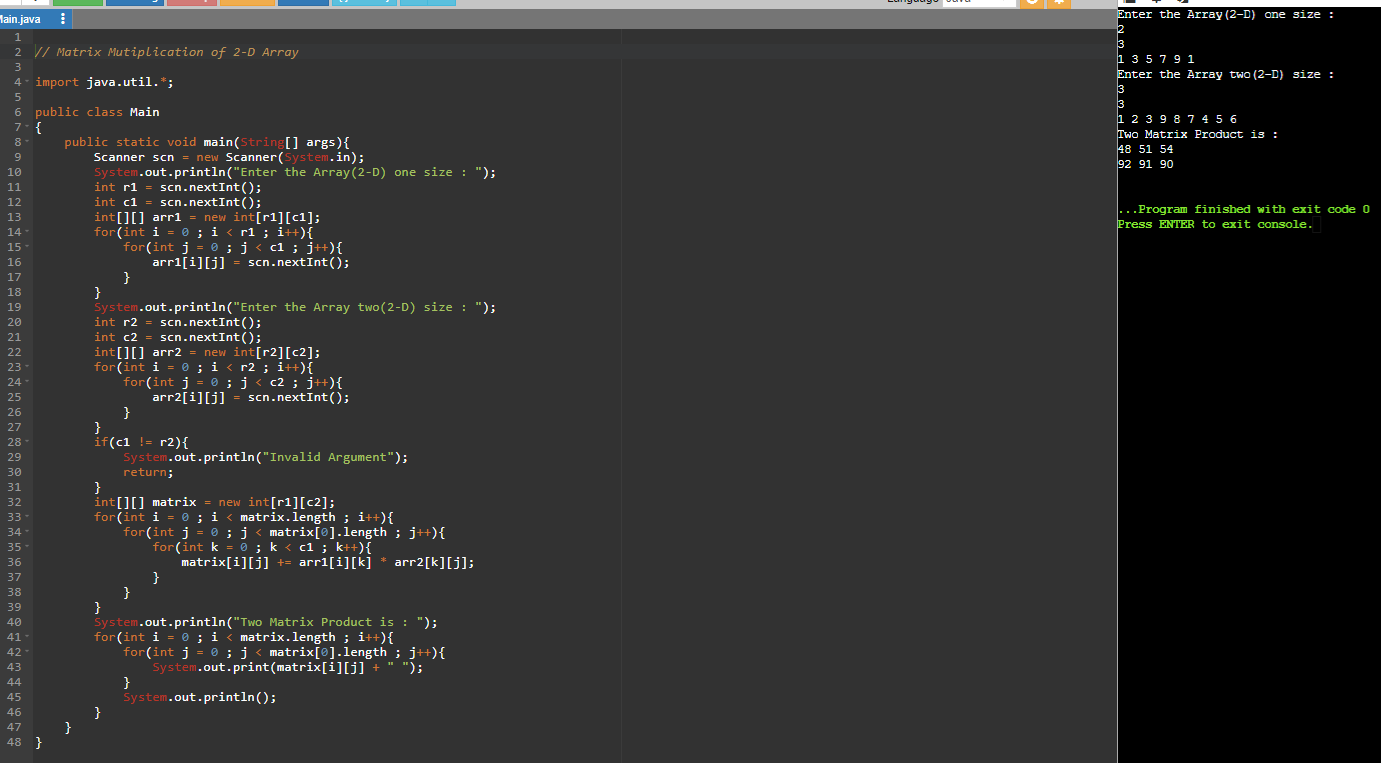 Language Java
Main.java
1
2 // Matrix Mutiplication of 2-D Array
3
4 import java.util.*;
5
6 public class Main
7 {
8     public static void main(String[] args){
9         Scanner scn = new Scanner(System.in);
10         System.out.println("Enter the Array(2-D) one size : ");
11         int r1 = scn.nextInt();
12         int c1 = scn.nextInt();
13         int[][] arr1 = new int[r1][c1];
14         for(int i = 0 ; i < r1 ; i++){
15             for(int j = 0 ; j < c1 ; j++){
16                 arr1[i][j] = scn.nextInt();
17             }
18         }
19         System.out.println("Enter the Array two(2-D) size : ");
20         int r2 = scn.nextInt();
21         int c2 = scn.nextInt();
22         int[][] arr2 = new int[r2][c2];
23         for(int i = 0 ; i < r2 ; i++){
24             for(int j = 0 ; j < c2 ; j++){
25                 arr2[i][j] = scn.nextInt();
26             }
27         }
28         if(c1 != r2){
29             System.out.println("Invalid Argument");
30             return;
31         }
32         int[][] matrix = new int[r1][c2];
33         for(int i = 0 ; i < matrix.length ; i++){
34             for(int j = 0 ; j < matrix[0].length ; j++){
35                 for(int k = 0 ; k < c1 ; k++){
36                     matrix[i][j] += arr1[i][k] * arr2[k][j];
37                 }
38             }
39         }
40         System.out.println("Two Matrix Product is : ");
41         for(int i = 0 ; i < matrix.length ; i++){
42             for(int j = 0 ; j < matrix[0].length ; j++){
43                 System.out.print(matrix[i][j] + " ");
44             }
45             System.out.println();
46         }
47     }
48 }
Enter the Array(2-D) one size :
2
3
1 3 5 7 9 1
Enter the Array two(2-D) size :
3
3
1 2 3 9 8 7 4 5 6
Two Matrix Product is :
48 51 54
92 91 90
...Program finished with exit code 0
Press ENTER to exit console.